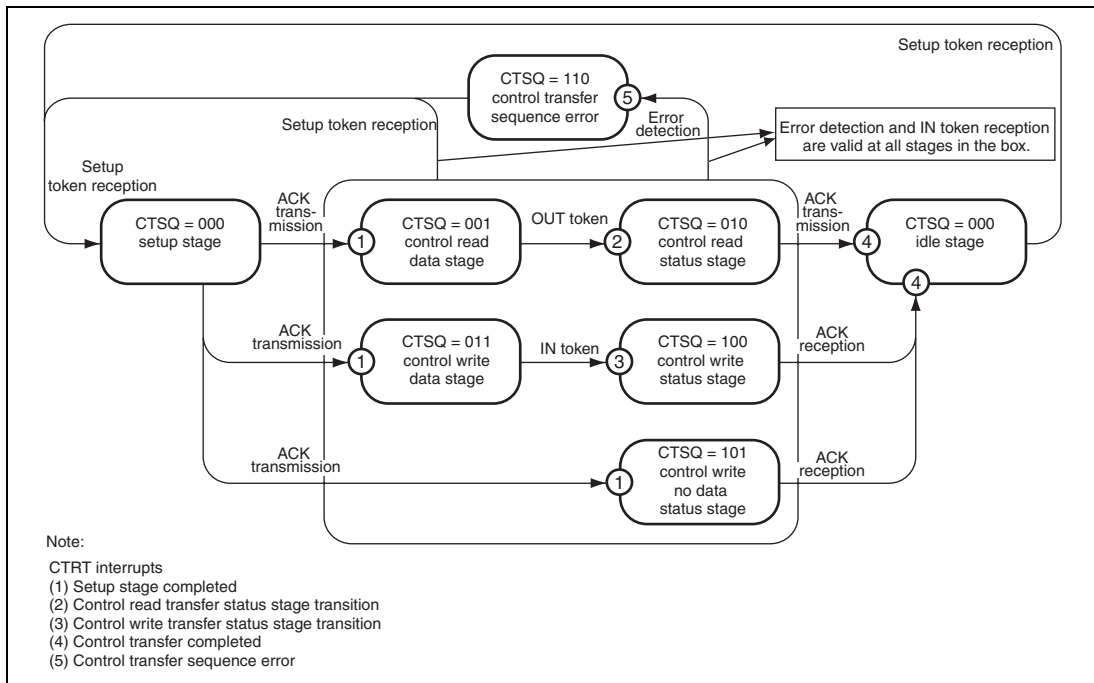 Setup token reception
CTSQ = 110
control transfer
sequence error
5
Setup token reception
Error
detection
Error detection and IN token reception
are valid at all stages in the box.
Setup
token reception
CTSQ = 000
setup stage
ACK
trans-
mission
1
CTSQ = 001
control read
data stage
OUT token
2
CTSQ = 010
control read
status stage
ACK
trans-
mission
4
CTSQ = 000
idle stage
4
ACK
transmission
1
CTSQ = 011
control write
data stage
IN token
3
CTSQ = 100
control write
status stage
ACK
reception
ACK
transmission
1
CTSQ = 101
control write
no data
status stage
ACK
reception
Note:
CTRT interrupts
(1) Setup stage completed
(2) Control read transfer status stage transition
(3) Control write transfer status stage transition
(4) Control transfer completed
(5) Control transfer sequence error